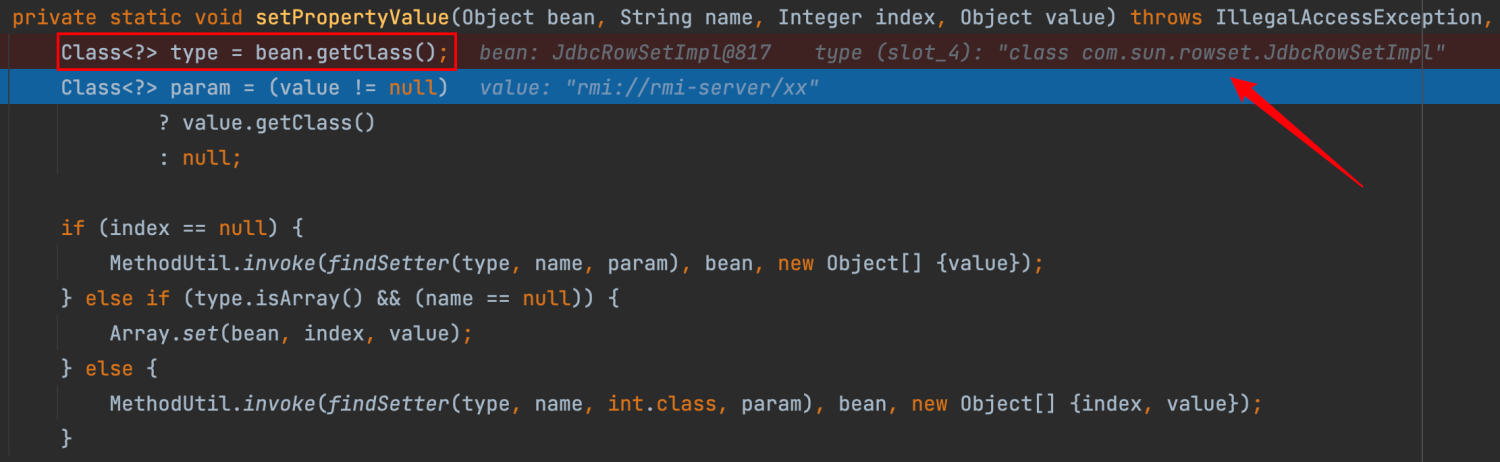 private static void setPropertyValue(Object bean, String name, Integer index, Object value) throws IllegalAccessException,
Class<?> type = bean.getClass();   bean: JdbcRowSetImpl@817    type (slot_4): "class com.sun.rowset.JdbcRowSetImpl"
Class<?> param = (value != null)   value: "rmi://rmi-server/xx"
? value.getClass()
: null;
if (index == null) {
MethodUtil.invoke(findSetter(type, name, param), bean, new Object[] {value});
} else if (type.isArray() && (name == null)) {
Array.set(bean, index, value);
} else {
MethodUtil.invoke(findSetter(type, name, int.class, param), bean, new Object[] {index, value});
}